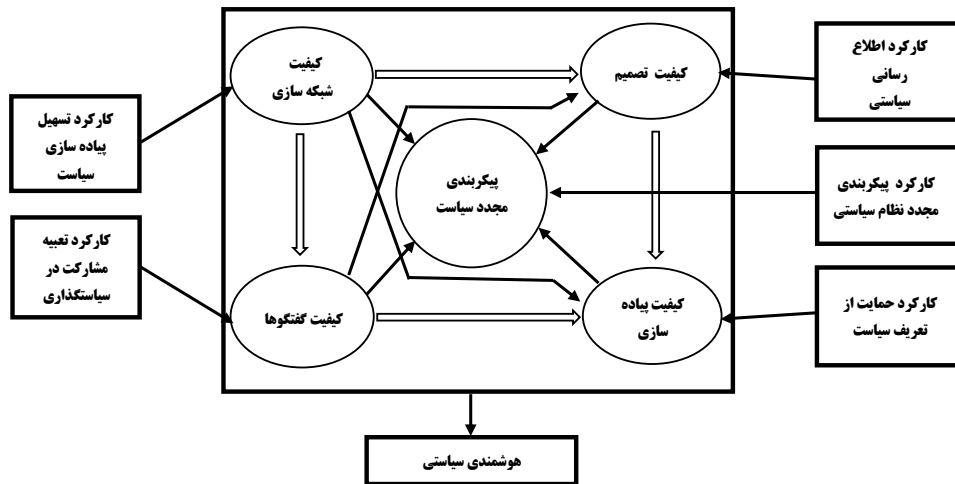 کارکرد اطلاع
رسانی
سیاستی
کیفیت تصمیم
کیفیت
شبکه سازی
کارکرد تسهیل
پیاده سازی
سیاست
کارکرد پیکربندی
مجدد نظام سیاستی
پیکربندی
مجدد سیاست
کارکرد تعبیه
مشارکت در
سیاستگذاری
کارکرد حمایت از
تعریف سیاست
کیفیت پیاده
سازی
کیفیت گفتگوها
هوشمندی سیاستی